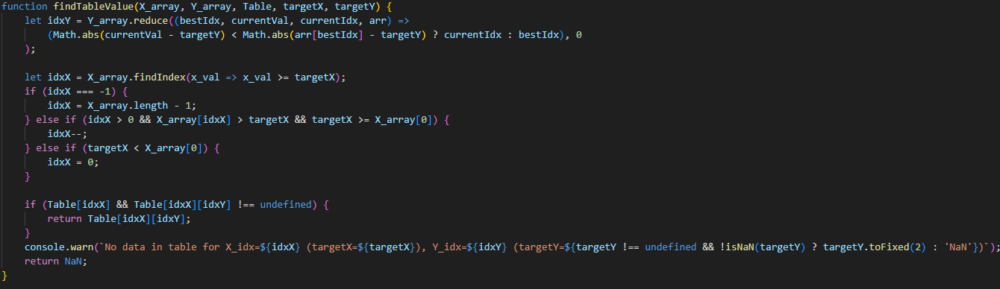 function findTableValue(X_array, Y_array, Table, targetX, targetY) {
    let idxY = Y_array.reduce((bestIdx, currentVal, currentIdx, arr) =>
        (Math.abs(currentVal - targetY) < Math.abs(arr[bestIdx] - targetY) ? currentIdx : bestIdx), 0
    );

    let idxX = X_array.findIndex(x_val => x_val >= targetX);
    if (idxX === -1) {
        idxX = X_array.length - 1;
    } else if (idxX > 0 && X_array[idxX] > targetX && targetX >= X_array[0]) {
        idxX--;
    } else if (targetX < X_array[0]) {
        idxX = 0;
    }

    if (Table[idxX] && Table[idxX][idxY] !== undefined) {
        return Table[idxX][idxY];
    }
    console.warn(`No data in table for X_idx=${idxX} (targetX=${targetX}), Y_idx=${idxY} (targetY=${targetY !== undefined && !isNaN(targetY) ? targetY.toFixed(2) : 'NaN'})`);
    return NaN;
}